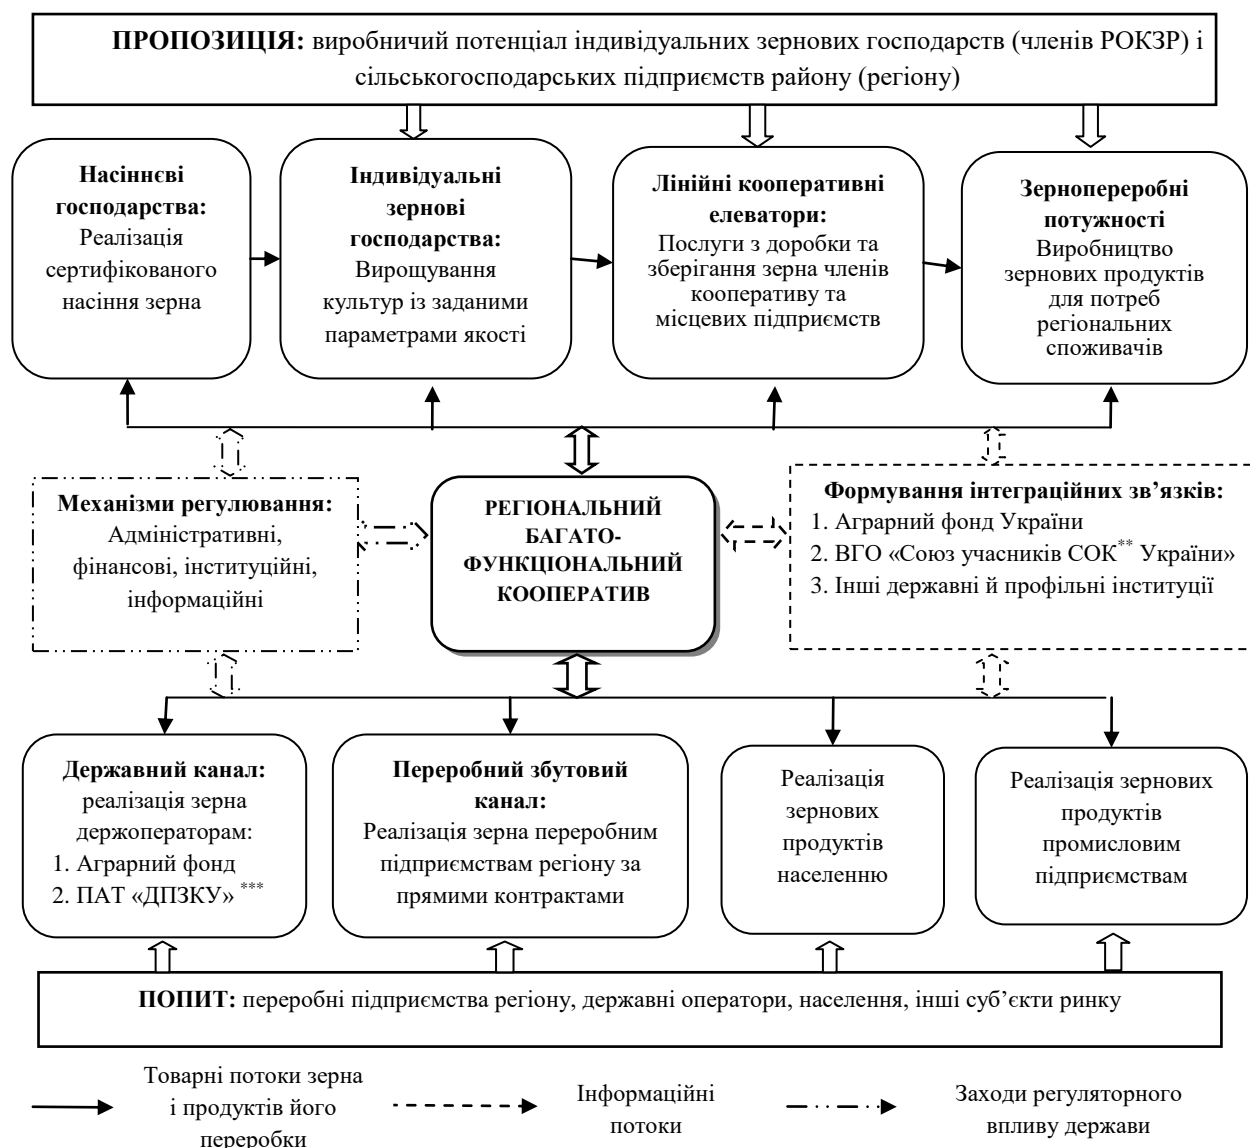 ПРОПОЗИЦІЯ: виробничий потенціал індивідуальних зернових господарств (членів РОКЗР) і
сільськогосподарських підприємств району (регіону)
Насіннєві
господарства:
Реалізація
сертифікованого
насіння зерна
Індивідуальні
зернові
господарства:
Вирощування
культур із заданими
параметрами якості
Лінійні кооперативні
елеватори:
Послуги з доробки та
зберігання зерна членів
кооперативу та
місцевих підприємств
Зернопереробні
потужності
Виробництво
зернових продуктів
для потреб
регіональних
споживачів
Механізми регулювання:
Адміністративні,
фінансові, інституційні,
інформаційні
РЕГІОНАЛЬНИЙ
БАГАТО-
ФУНКЦІОНАЛЬНИЙ
КООПЕРАТИВ
Формування інтеграційних зв’язків:
1. Аграрний фонд України
2. ВГО «Союз учасників СОК** України»
3. Інші державні й профільні інституції
Державний канал:
реалізація зерна
держоператорам:
1. Аграрний фонд
2. ПАТ «ДПЗКУ» ***
Переробний збутовий
канал:
Реалізація зерна переробним
підприємствам регіону за
прямими контрактами
Реалізація
зернових
продуктів
населенню
Реалізація зернових
продуктів
промисловим
підприємствам
ПОПИТ: переробні підприємства регіону, державні оператори, населення, інші суб’єкти ринку
Товарні потоки зерна
і продуктів його
переробки
Інформаційні
потоки
Заходи регуляторного
впливу держави